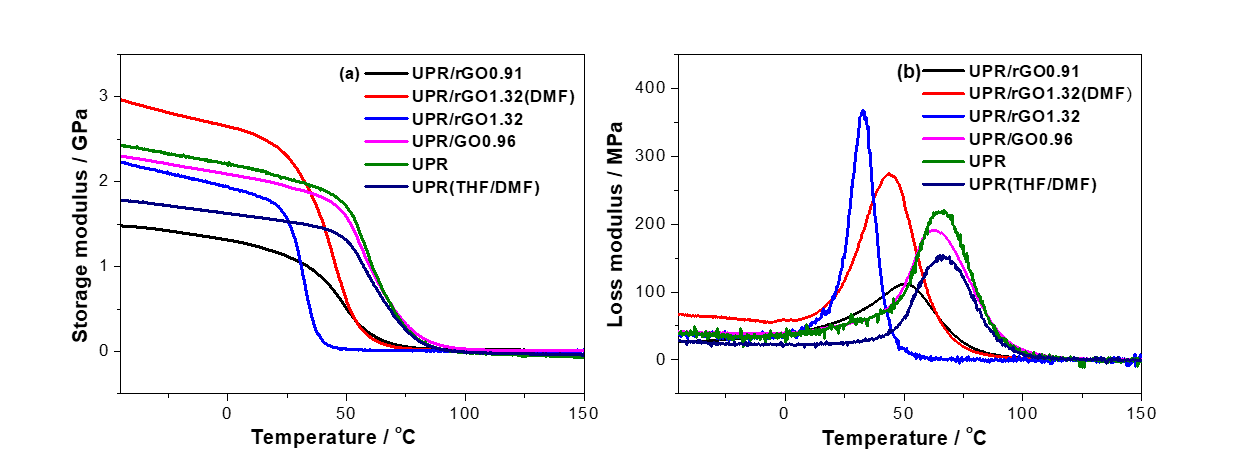 (a)
UPR/rGO0.91
UPR/rGO1.32(DMF)
UPR/rGO1.32
UPR/GO0.96
UPR
UPR(THF/DMF)
3
2
1
0
0
50
100
150
Storage modulus / GPa
Temperature / °C
(b)
UPR/rGO0.91
UPR/rGO1.32(DMF)
UPR/rGO1.32
UPR/GO0.96
UPR
UPR(THF/DMF)
400
300
200
100
0
0
50
100
150
Loss modulus / MPa
Temperature / °C